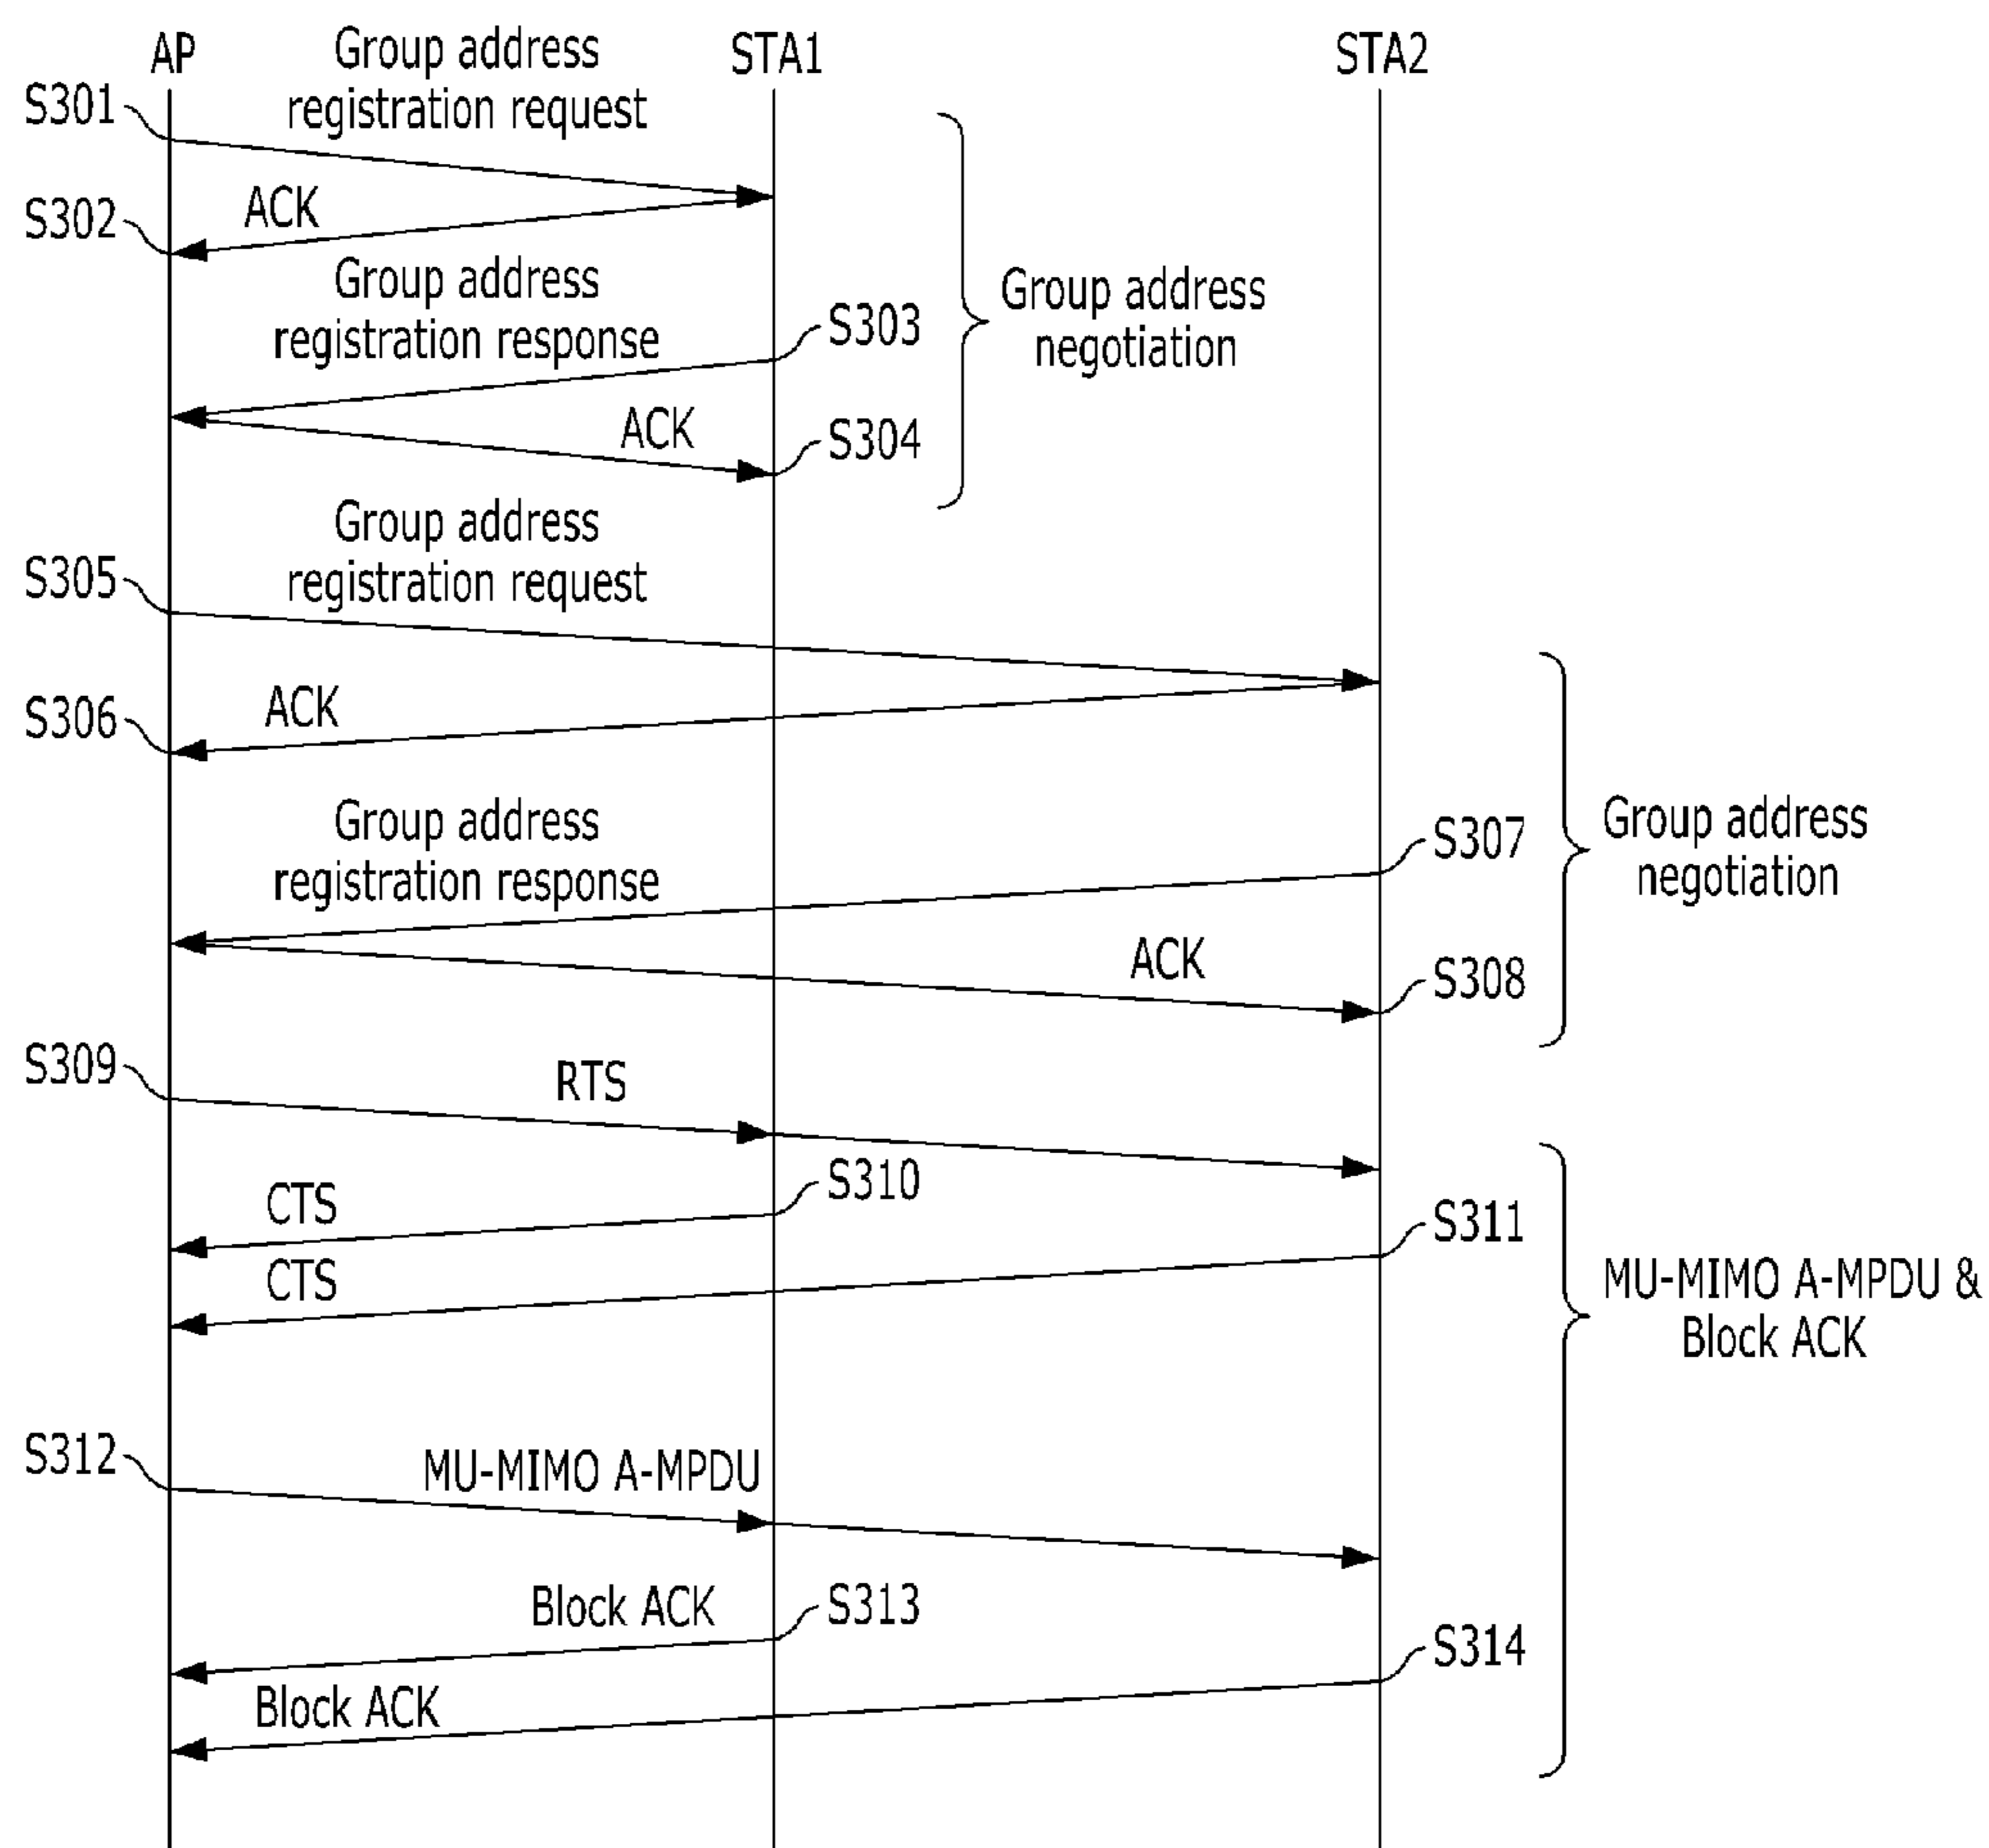 AP
STA1
STA2
Group address
registration request
S301
ACK
S302
Group address
registration response
S303
Group address
negotiation
ACK
S304
Group address
registration request
S305
ACK
S306
Group address
registration response
S307
Group address
negotiation
ACK
S308
S309
RTS
S310
CTS
S311
CTS
MU-MIMO A-MPDU &
Block ACK
S312
MU-MIMO A-MPDU
Block ACK
S313
S314
Block ACK